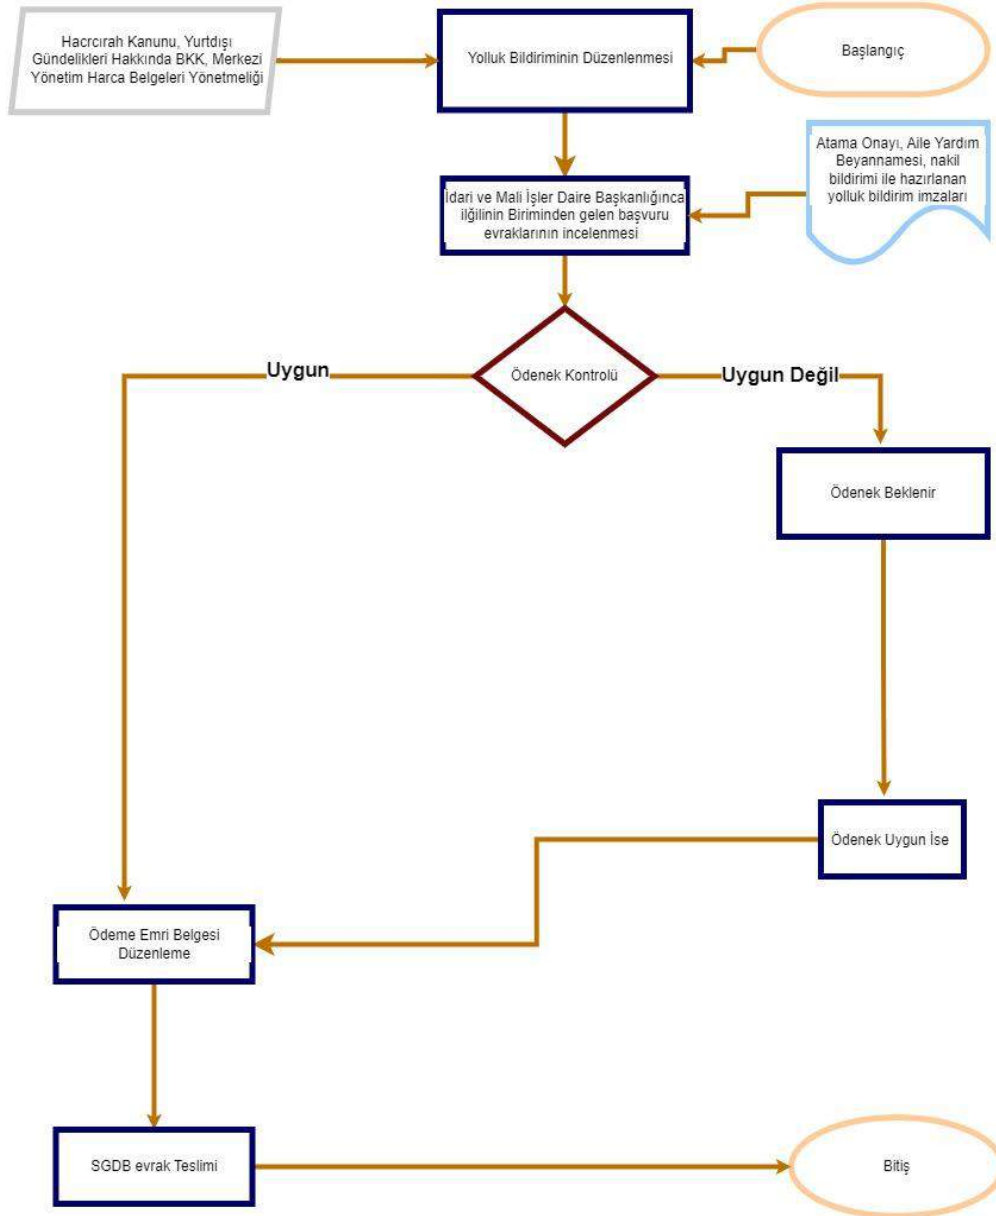 Hacrcırah Kanunu, Yurtdışı
Gündelikleri Hakkında BKK, Merkezi
Yönetim Harca Belgeleri Yönetmeliği
Yolluk Bildiriminin Düzenlenmesi
Başlangıç
Atama Onayı, Aile Yardım
Beyannamesi, nakil
bildirimi ile hazırlanan
yolluk bildirim imzaları
İdari ve Mali İşler Daire Başkanlığınca
ilğilinin Biriminden gelen başvuru
evraklarının incelenmesi
Uygun
Ödenek Kontrolü
Uygun Değil
Ödenek Beklenir
Ödenek Uygun İse
Ödeme Emri Belgesi
Düzenleme
SGDB evrak Teslimi
Bitiş